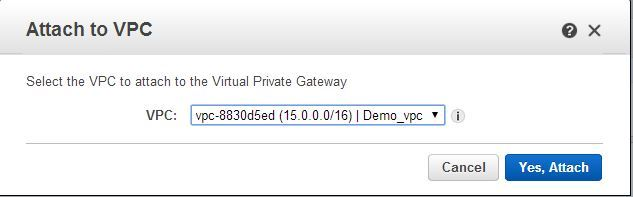 Attach to VPC
Select the VPC to attach to the Virtual Private Gateway
VPC: vpc-8830d5ed (15.0.0.0/16) | Demo_vpc
Cancel Yes, Attach